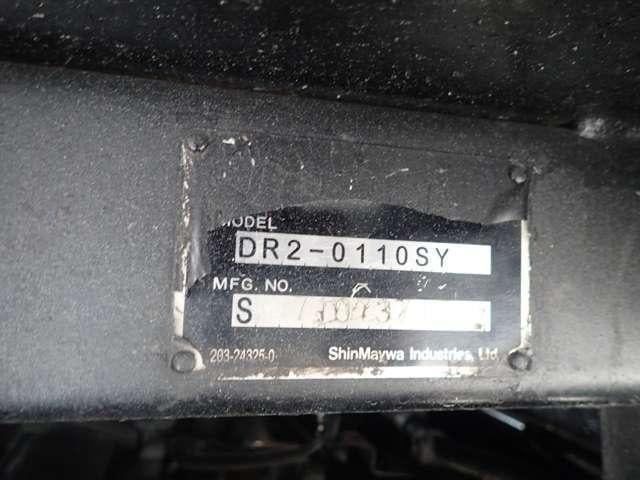 MODEL
DR2-0110SY
MFG. NO.
S
203-24325-0 ShinMaywa Industries, Ltd.